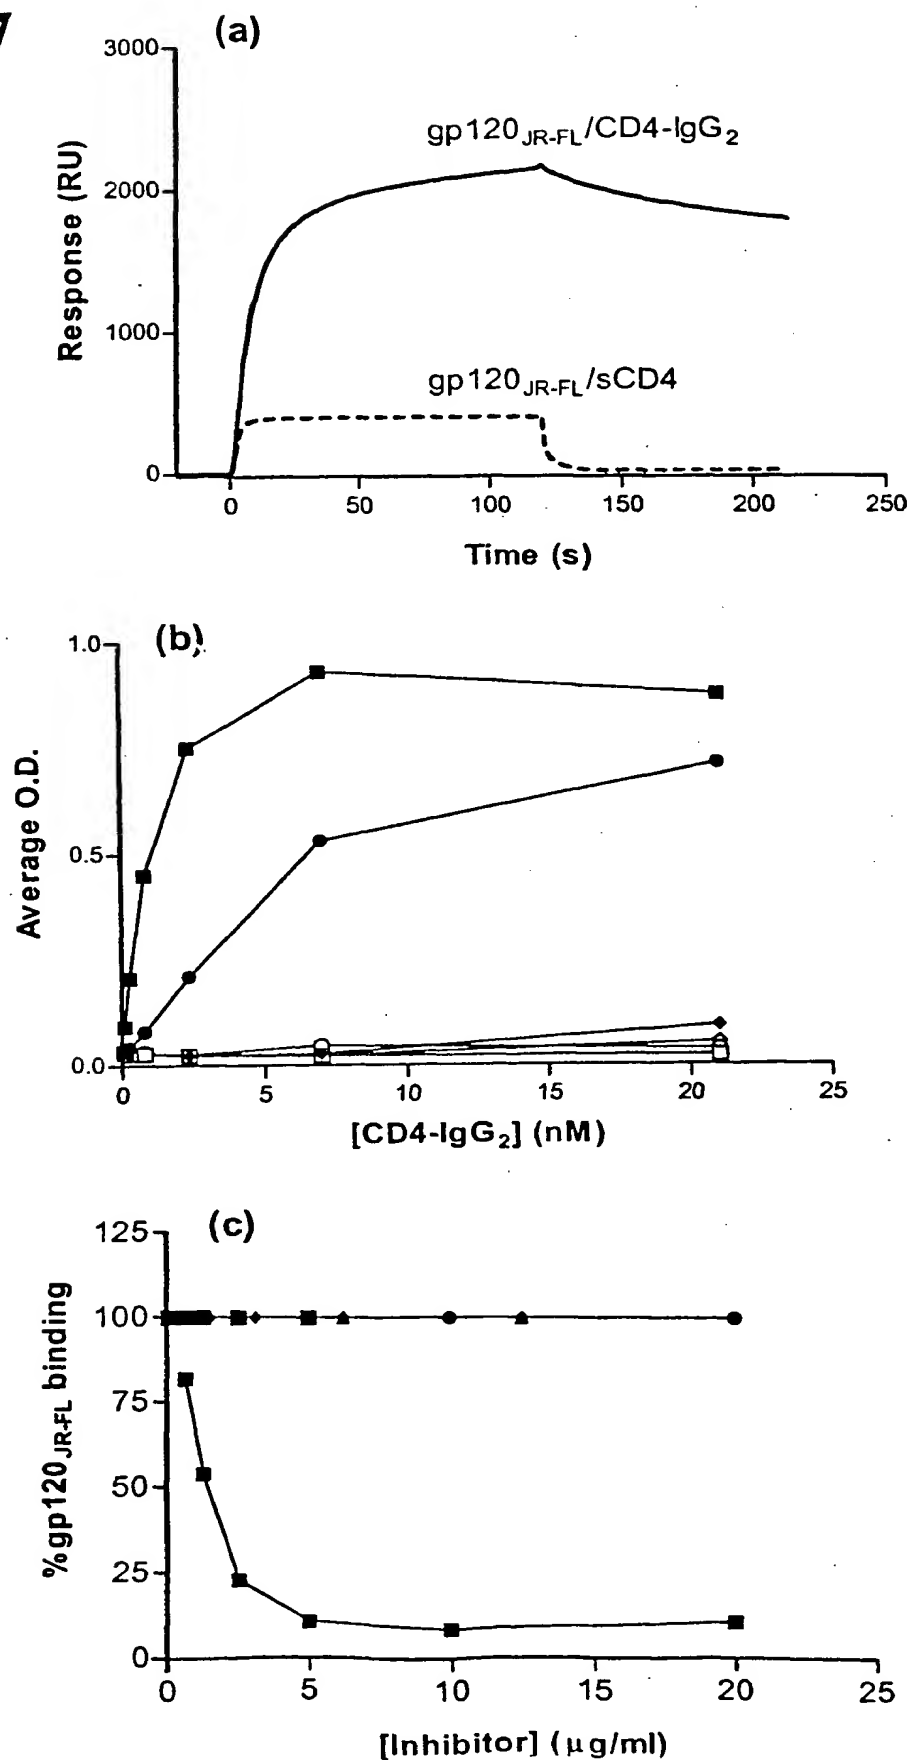 (a)
3000
2000
1000
0
Response (RU)
gp120JR-FL/CD4-IgG2
gp120JR-FL/sCD4
0 50 100 150 200 250
Time (s)
(b)
1.0
0.5
0.0
Average O.D.
0 5 10 15 20 25
[CD4-IgG2] (nM)
(c)
125
100
75
50
25
0
%gp120JR-FL binding
0 5 10 15 20 25
[Inhibitor] (μg/ml)